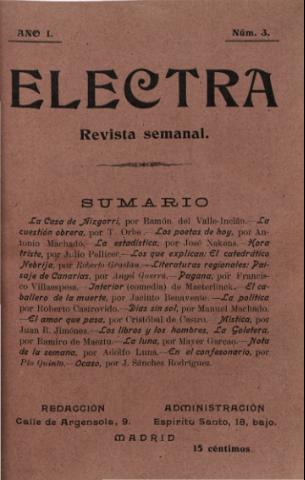 AÑO I. Núm. 3.
ELECTRA
Revista semanal.
SUMARIO
La Casa de Aizgorri, por Ramón del Valle-Inclán.—La
cuestión obrera, por T. Orbe.—Los poetas de hoy, por An-
tonio Machado.—La estadística, por José Nakens.—Hora
triste, por Julio Pellicer.—Los que explican: El catedrático
Nebrija, por Roberto Grastau.—Literaturas regionales: Pai-
saje de Canarias, por Angel Guerra.—Pagana, por Francis-
co Villaespesa.—Interior (comedia) de Maeterlinck.—El ca-
ballero de la muerte, por Jacinto Benavente.—La política
por Roberto Castrovido.—Días sin sol, por Manuel Machado.
—El amor que pasa, por Cristóbal de Castro.—Mística, por
Juan R. Jiménes.—Los libros y los hombres, La Goletera,
por Ramiro de Maeztu.—La luna, por Mayer Garçao.—Nota
de la semana, por Adolfo Luna.—En el confesonario, por
Pío Quinto.—Ocaso, por J. Sánchez Rodríguez.
REDACCIÓN ADMINISTRACIÓN
Calle de Argensola, 9. Espíritu Santo, 18, bajo.
MADRID
15 céntimos.